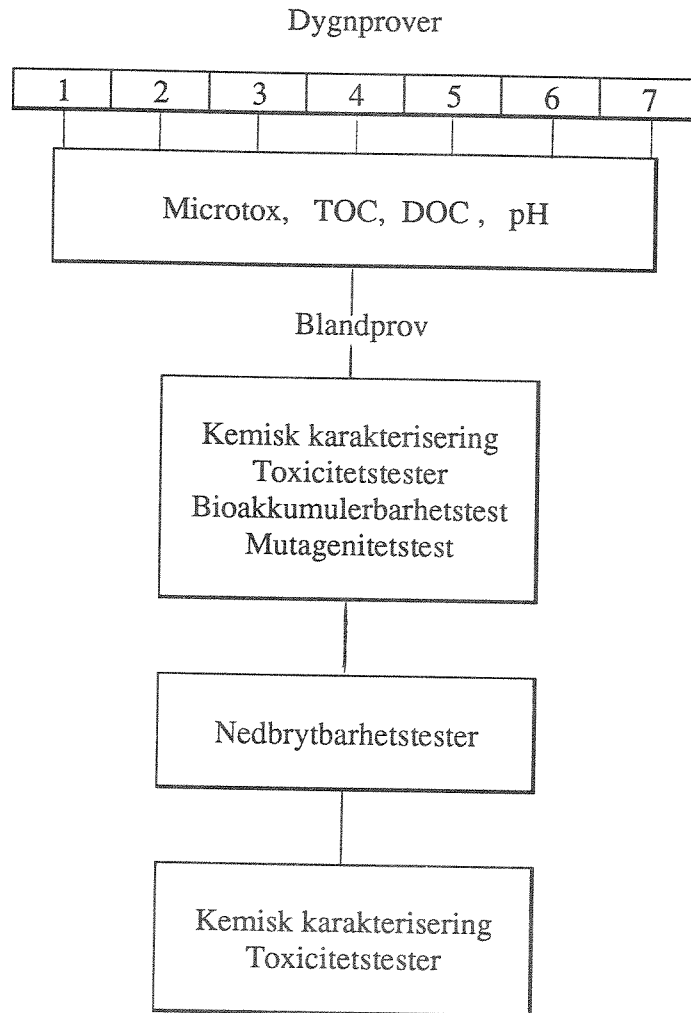 Dygnprover
1 2 3 4 5 6 7
Microtox, TOC, DOC , pH
Blandprov
Kemisk karakterisering
Toxicitetstester
Bioakkumulerbarhetstest
Mutagenitetstest
Nedbrytbarhetstester
Kemisk karakterisering
Toxicitetstester